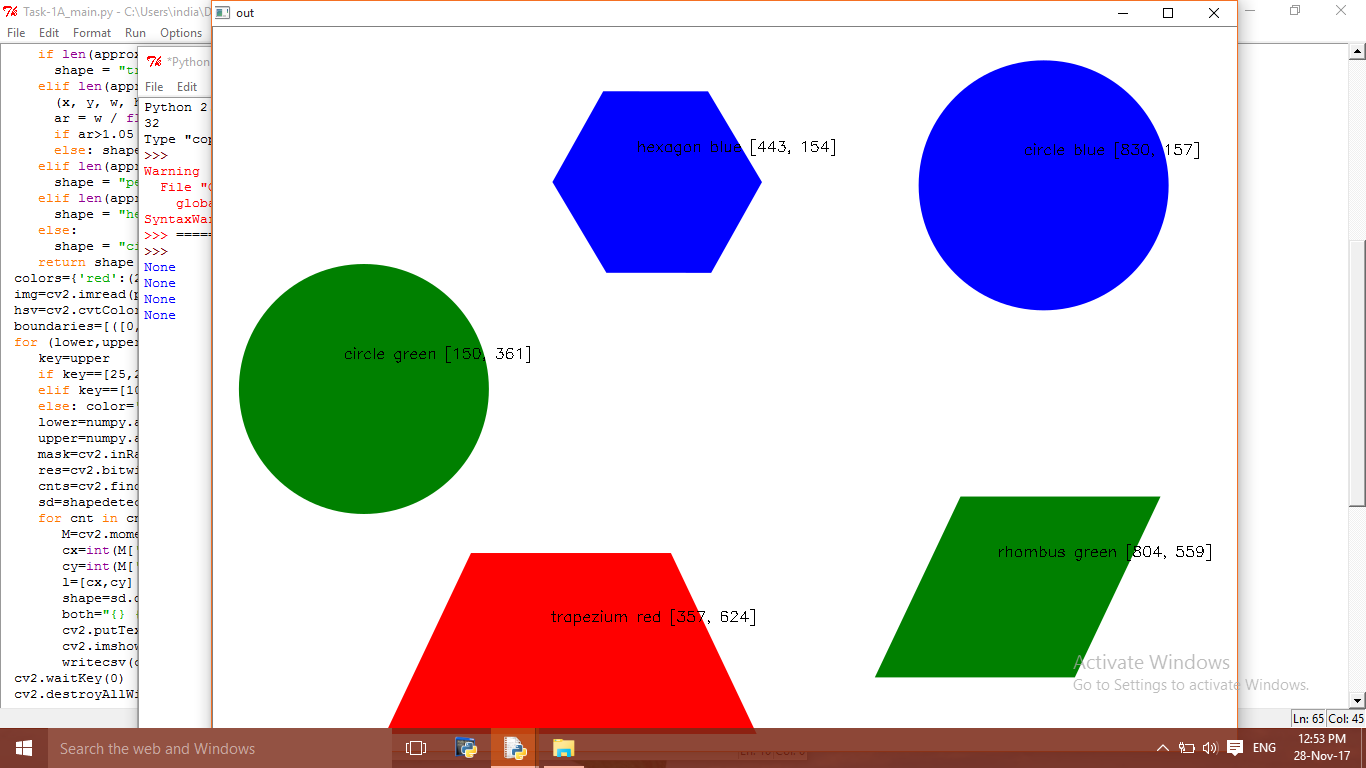 Task-1A_main.py - C:\Users\india\D
File Edit Format Run Options
if len(appro
shape = "tr
elif len(appr
(x, y, w, h
ar = w / fl
if ar>1.05
else: shape
elif len(appr
shape = "pe
elif len(appr
shape = "he
else:
shape = "ci
return shape
colors={'red':(2
img=cv2.imread(p
hsv=cv2.cvtColor
boundaries=[([0,
for (lower,upper
key=upper
if key==[25,2
elif key==[10
else: color='
lower=numpy.a
upper=numpy.a
mask=cv2.inRa
res=cv2.bitwi
cnts=cv2.find
sd=shapedetec
for cnt in cn
M=cv2.mome
cx=int(M['
cy=int(M['
l=[cx,cy]
shape=sd.d
both="{}
cv2.putTex
cv2.imshow
writecsv(c
cv2.waitKey(0)
cv2.destroyAllWi
*Python
File Edit
Python 2
32
Type "cop
>>>
Warning
File "C
globa
SyntaxWar
>>> =====
>>>
None
None
None
None
out
hexagon blue [443, 154]
circle blue [830, 157]
circle green [150, 361]
rhombus green [804, 559]
trapezium red [357, 624]
Activate Windows
Go to Settings to activate Windows.
Ln: 65 Col: 45
Search the web and Windows
ENG
12:53 PM
28-Nov-17